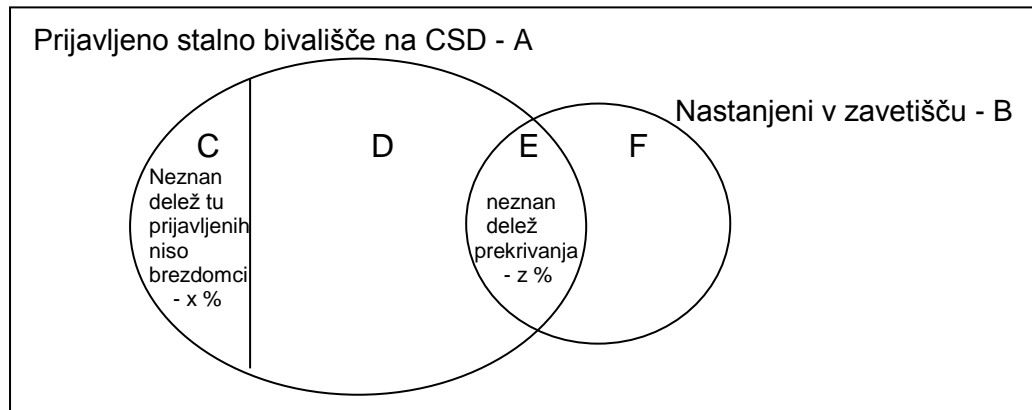 Prijavljeno stalno bivališče na CSD - A
Nastanjeni v zavetišču - B
C
D
E
F
Neznan
delež tu
prijavljenih
niso
brezdomci
- x %
neznan
delež
prekrivanja
- z %